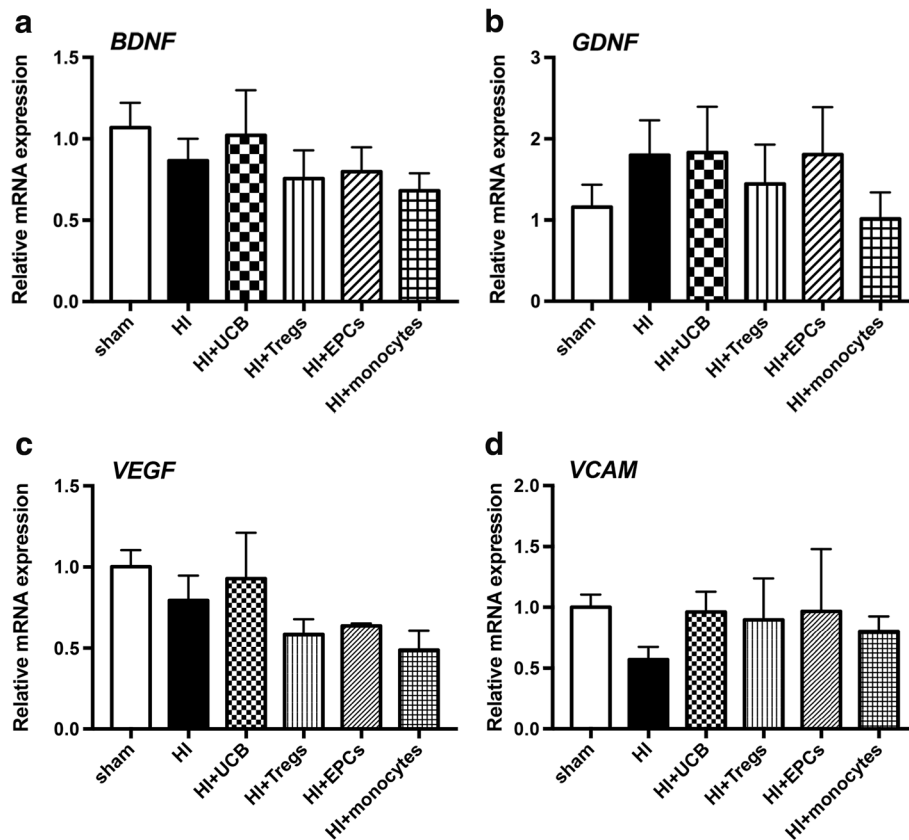 a
BDNF
Relative mRNA expression
1.5
1.0
0.5
0.0
sham
HI
HI+UCB
HI+Tregs
HI+EPCs
HI+monocytes
b
GDNF
Relative mRNA expression
3
2
1
0
sham
HI
HI+UCB
HI+Tregs
HI+EPCs
HI+monocytes
c
VEGF
Relative mRNA expression
1.5
1.0
0.5
0.0
sham
HI
HI+UCB
HI+Tregs
HI+EPCs
HI+monocytes
d
VCAM
Relative mRNA expression
2.0
1.5
1.0
0.5
0.0
sham
HI
HI+UCB
HI+Tregs
HI+EPCs
HI+monocytes